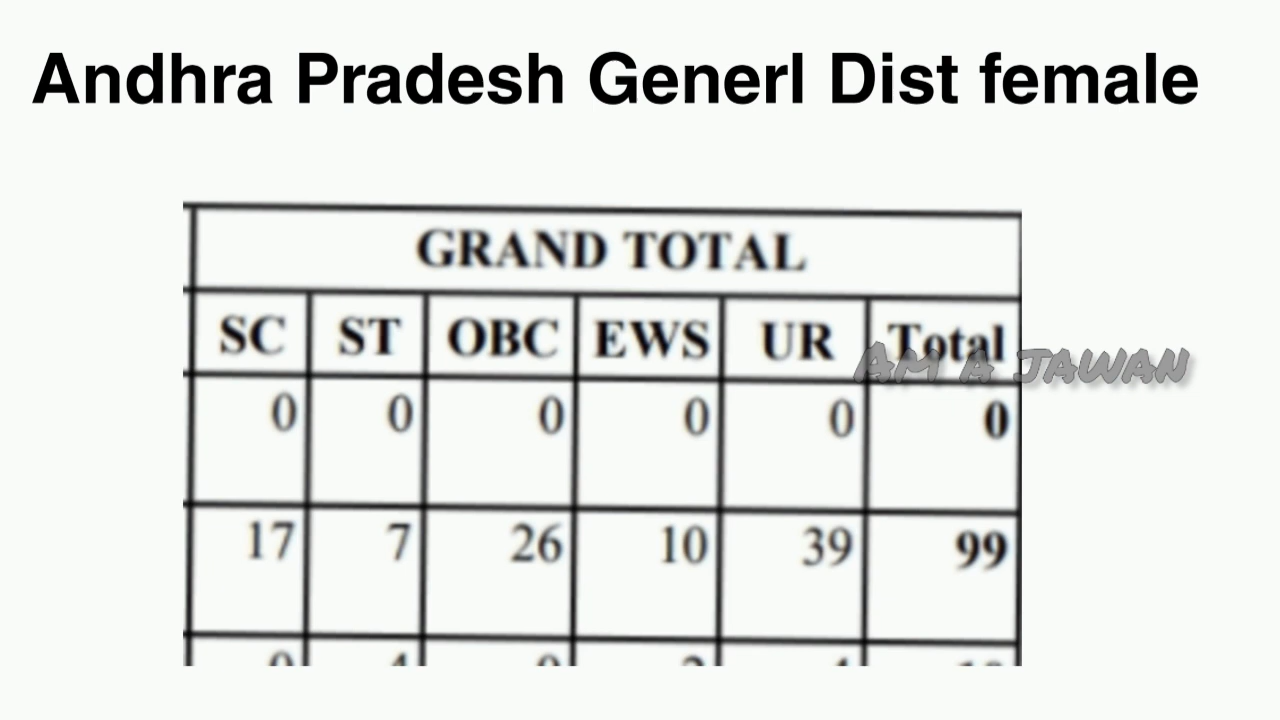 Andhra Pradesh Generl Dist female
GRAND TOTAL
SC ST OBC EWS UR Total
AM A JAWAN
0 0 0 0 0 0
17 7 26 10 39 99